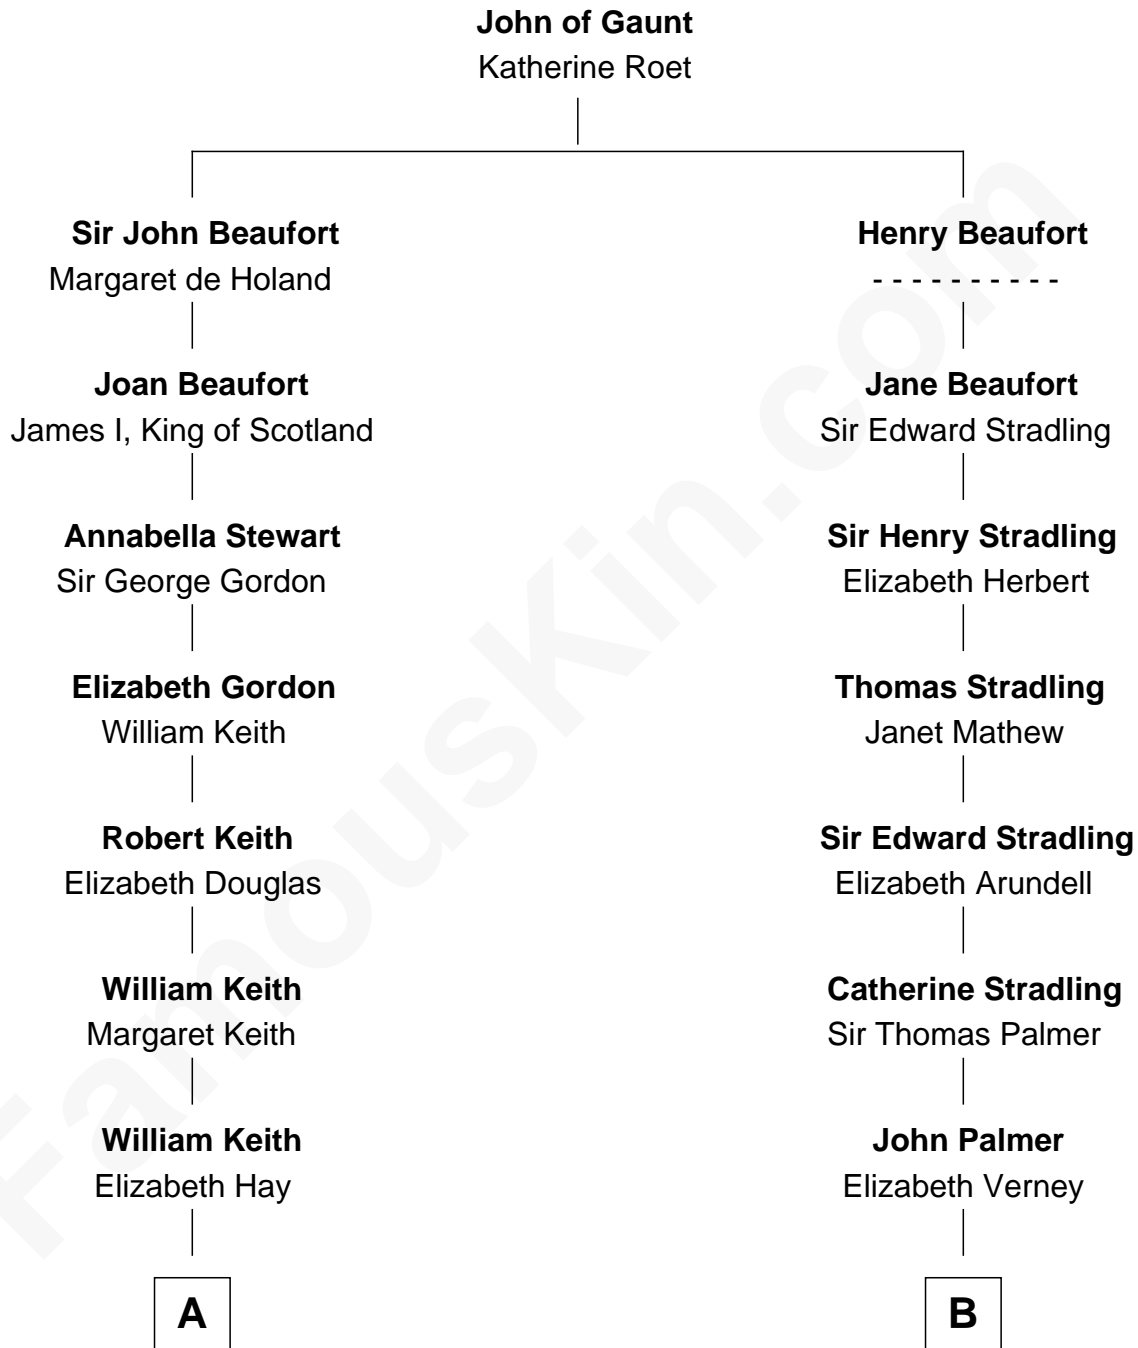 John of Gaunt
Katherine Roet
Sir John Beaufort
Margaret de Holand
Henry Beaufort
- - - - - - - - - -
Joan Beaufort
James I, King of Scotland
Jane Beaufort
Sir Edward Stradling
Annabella Stewart
Sir George Gordon
Sir Henry Stradling
Elizabeth Herbert
Elizabeth Gordon
William Keith
Thomas Stradling
Janet Mathew
Robert Keith
Elizabeth Douglas
Sir Edward Stradling
Elizabeth Arundell
William Keith
Margaret Keith
Catherine Stradling
Sir Thomas Palmer
William Keith
Elizabeth Hay
John Palmer
Elizabeth Verney
A
B
FamousKin.com